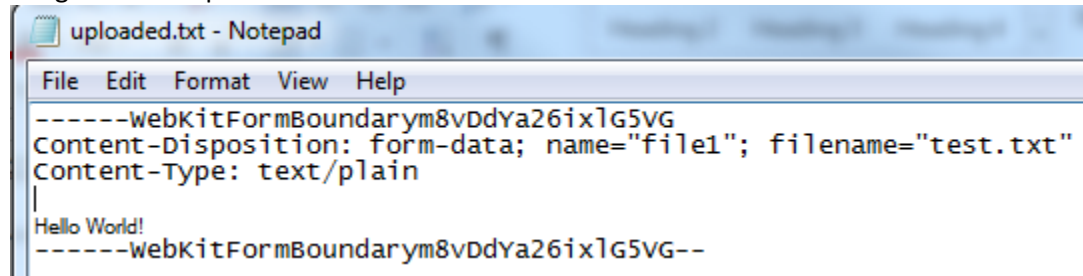 uploaded.txt - Notepad
File Edit Format View Help
------WebKitFormBoundarym8vDdYa26ixlG5VG
Content-Disposition: form-data; name="file1"; filename="test.txt"
Content-Type: text/plain
Hello World!
------WebKitFormBoundarym8vDdYa26ixlG5VG--